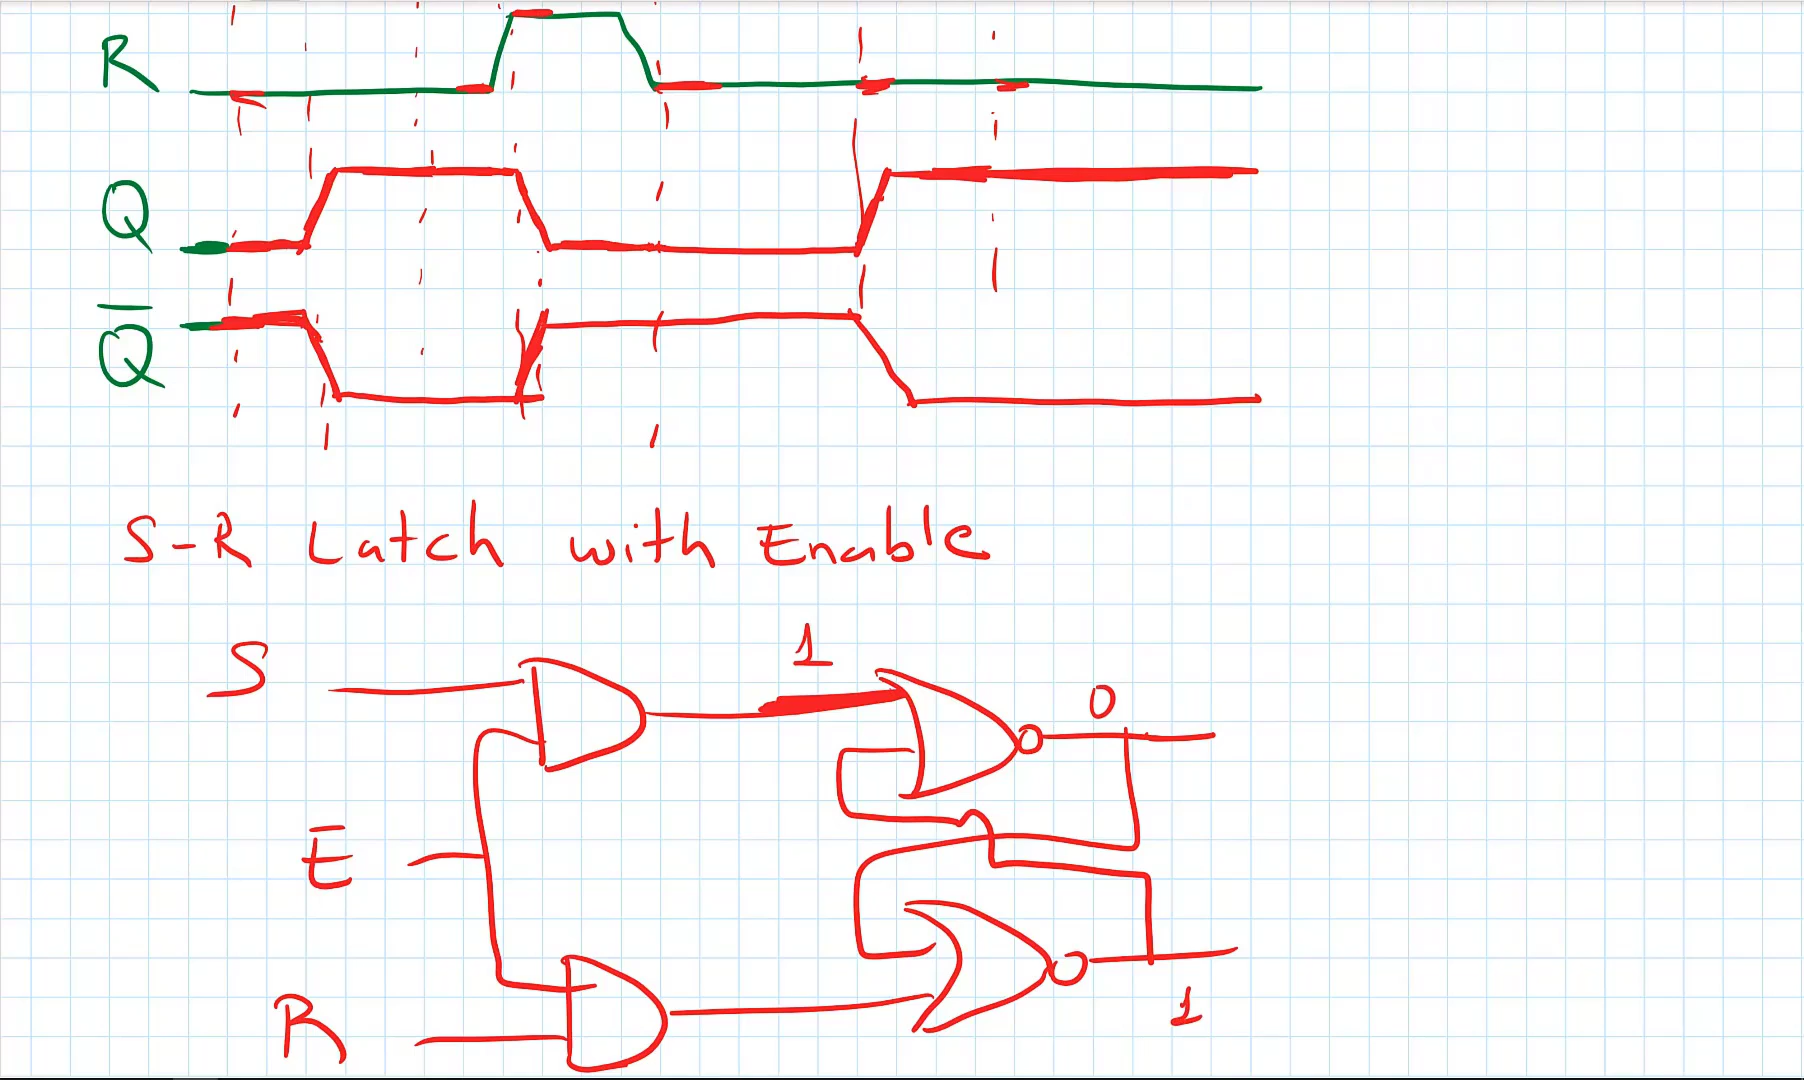 R
Q
Q̅
S-R Latch with Enable
S
1
0
E
R
1